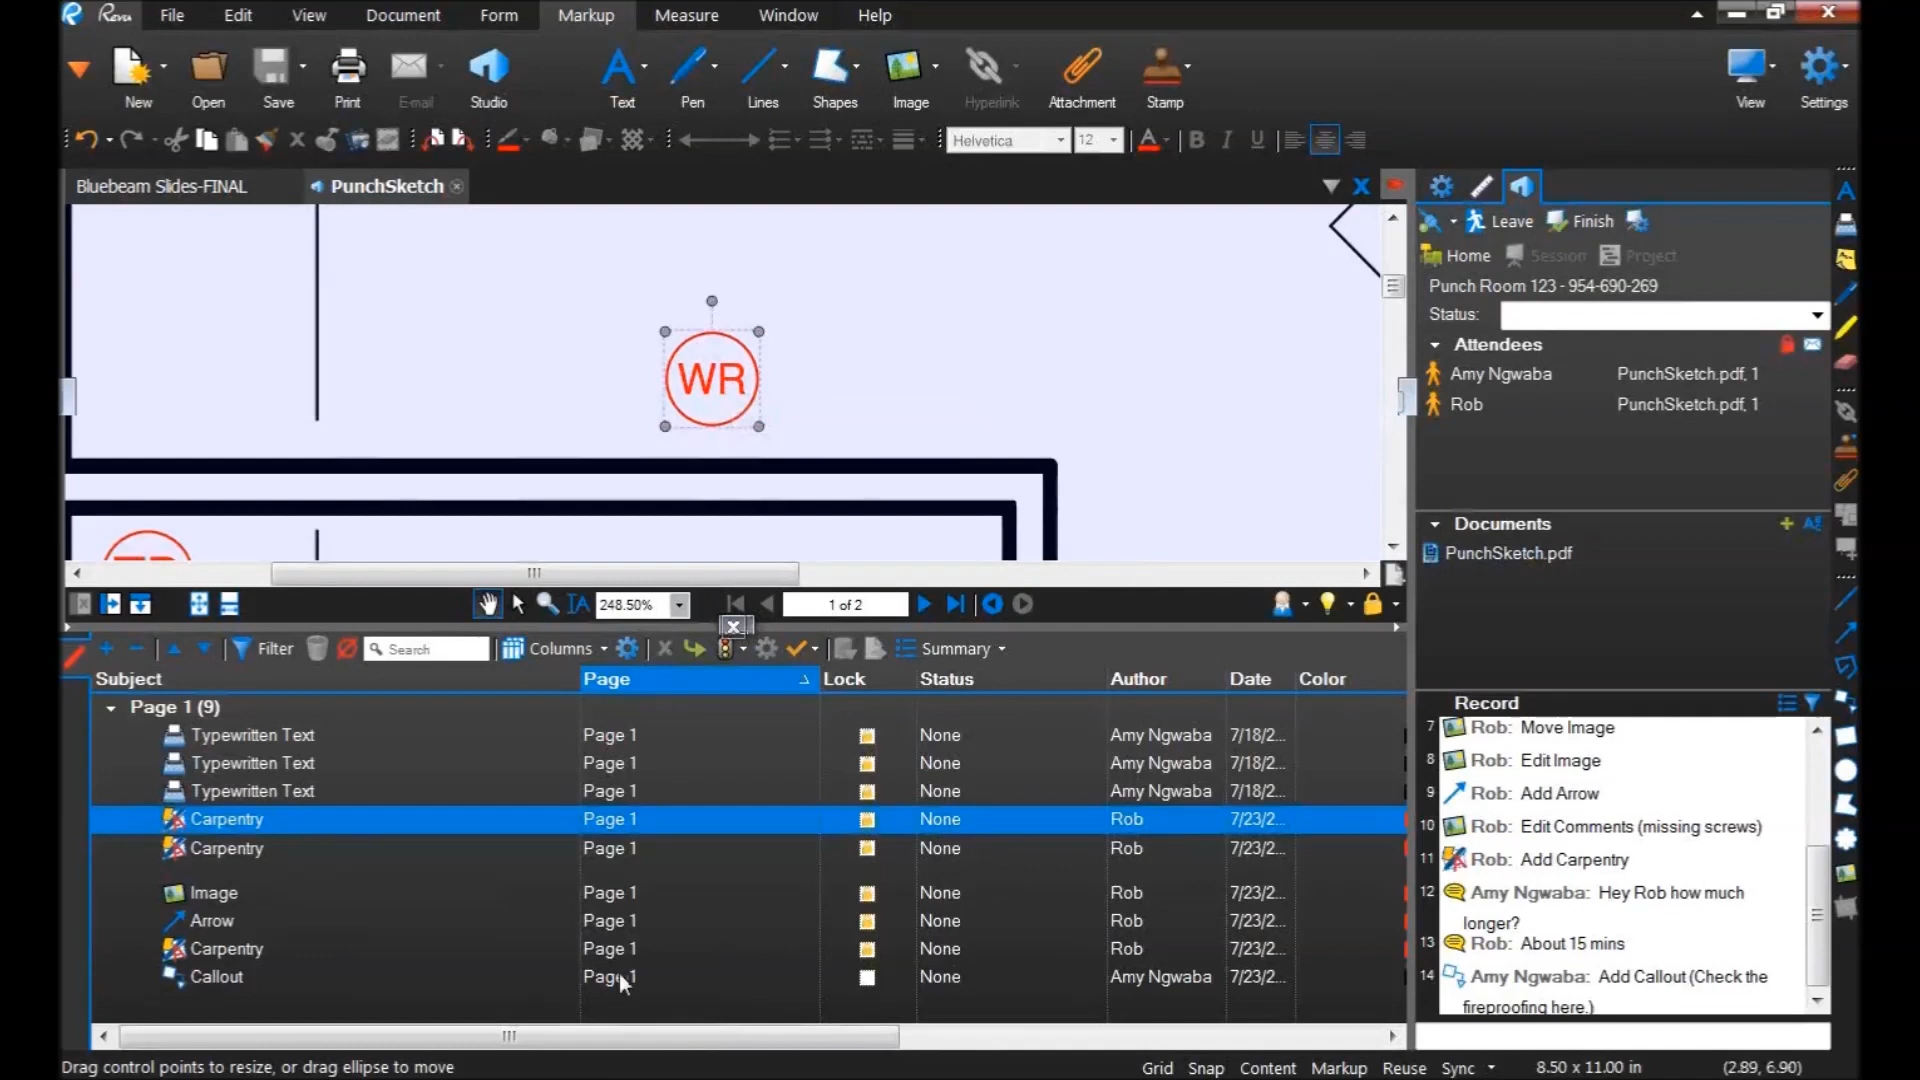 Revu File Edit View Document Form Markup Measure Window Help
New Open Save Print E-mail Studio Text Pen Lines Shapes Image Hyperlink Attachment Stamp View Settings
Helvetica 12 A B I U
Bluebeam Slides-FINAL PunchSketch
WR
248.50% 1 of 2
Filter Search Columns Summary
Subject Page Lock Status Author Date Color
Page 1 (9)
Typewritten Text Page 1 None Amy Ngwaba 7/18/2...
Typewritten Text Page 1 None Amy Ngwaba 7/18/2...
Typewritten Text Page 1 None Amy Ngwaba 7/18/2...
Carpentry Page 1 None Rob 7/23/2...
Carpentry Page 1 None Rob 7/23/2...
Image Page 1 None Rob 7/23/2...
Arrow Page 1 None Rob 7/23/2...
Carpentry Page 1 None Rob 7/23/2...
Callout Page 1 None Amy Ngwaba 7/23/2...
Leave Finish
Home Session Project
Punch Room 123 - 954-690-269
Status:
Attendees
Amy Ngwaba PunchSketch.pdf, 1
Rob PunchSketch.pdf, 1
Documents
PunchSketch.pdf
Record
7 Rob: Move Image
8 Rob: Edit Image
9 Rob: Add Arrow
10 Rob: Edit Comments (missing screws)
11 Rob: Add Carpentry
12 Amy Ngwaba: Hey Rob how much
longer?
13 Rob: About 15 mins
14 Amy Ngwaba: Add Callout (Check the
fireproofing here.)
Drag control points to resize, or drag ellipse to move Grid Snap Content Markup Reuse Sync 8.50 x 11.00 in (2.89, 6.90)